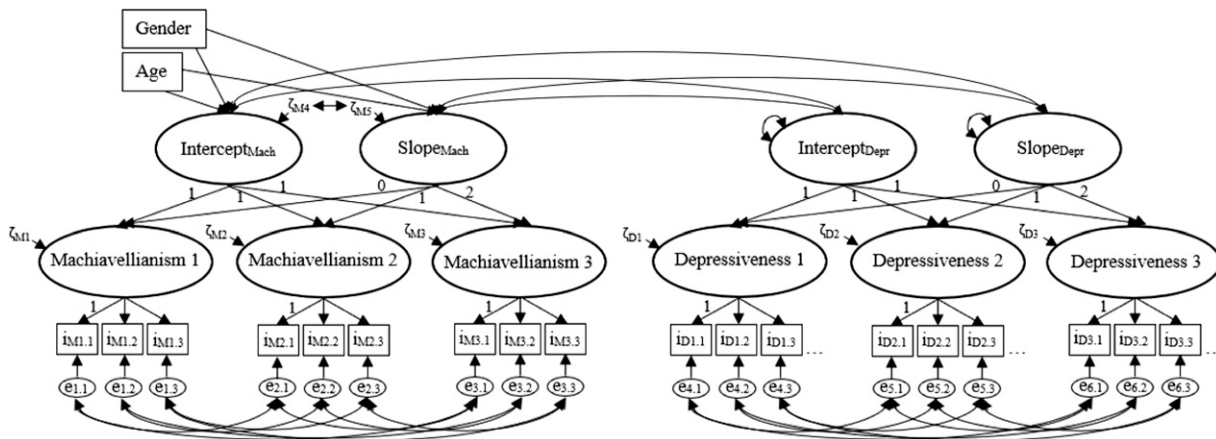 Gender
Age
ζM4 ζM5
InterceptMach SlopeMach InterceptDepr SlopeDepr
1 1 1 0 1 2 1 1 1 0 1 2
ζM1 ζM2 ζM3 ζD1 ζD2 ζD3
Machiavellianism 1 Machiavellianism 2 Machiavellianism 3 Depressiveness 1 Depressiveness 2 Depressiveness 3
1 1 1 1 1 1
iM1.1 iM1.2 iM1.3 iM2.1 iM2.2 iM2.3 iM3.1 iM3.2 iM3.3 iD1.1 iD1.2 iD1.3 ... iD2.1 iD2.2 iD2.3 ... iD3.1 iD3.2 iD3.3 ...
e1.1 e1.2 e1.3 e2.1 e2.2 e2.3 e3.1 e3.2 e3.3 e4.1 e4.2 e4.3 e5.1 e5.2 e5.3 e6.1 e6.2 e6.3